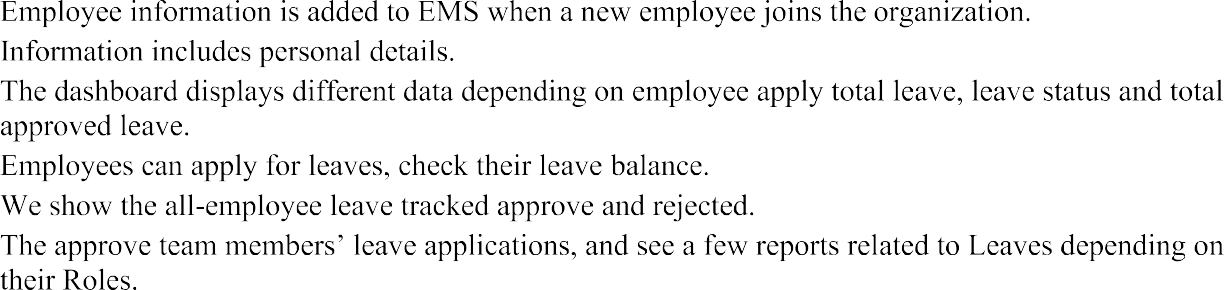 Employee information is added to EMS when a new employee joins the organization.
Information includes personal details.
The dashboard displays different data depending on employee apply total leave, leave status and total
approved leave.
Employees can apply for leaves, check their leave balance.
We show the all-employee leave tracked approve and rejected.
The approve team members’ leave applications, and see a few reports related to Leaves depending on
their Roles.